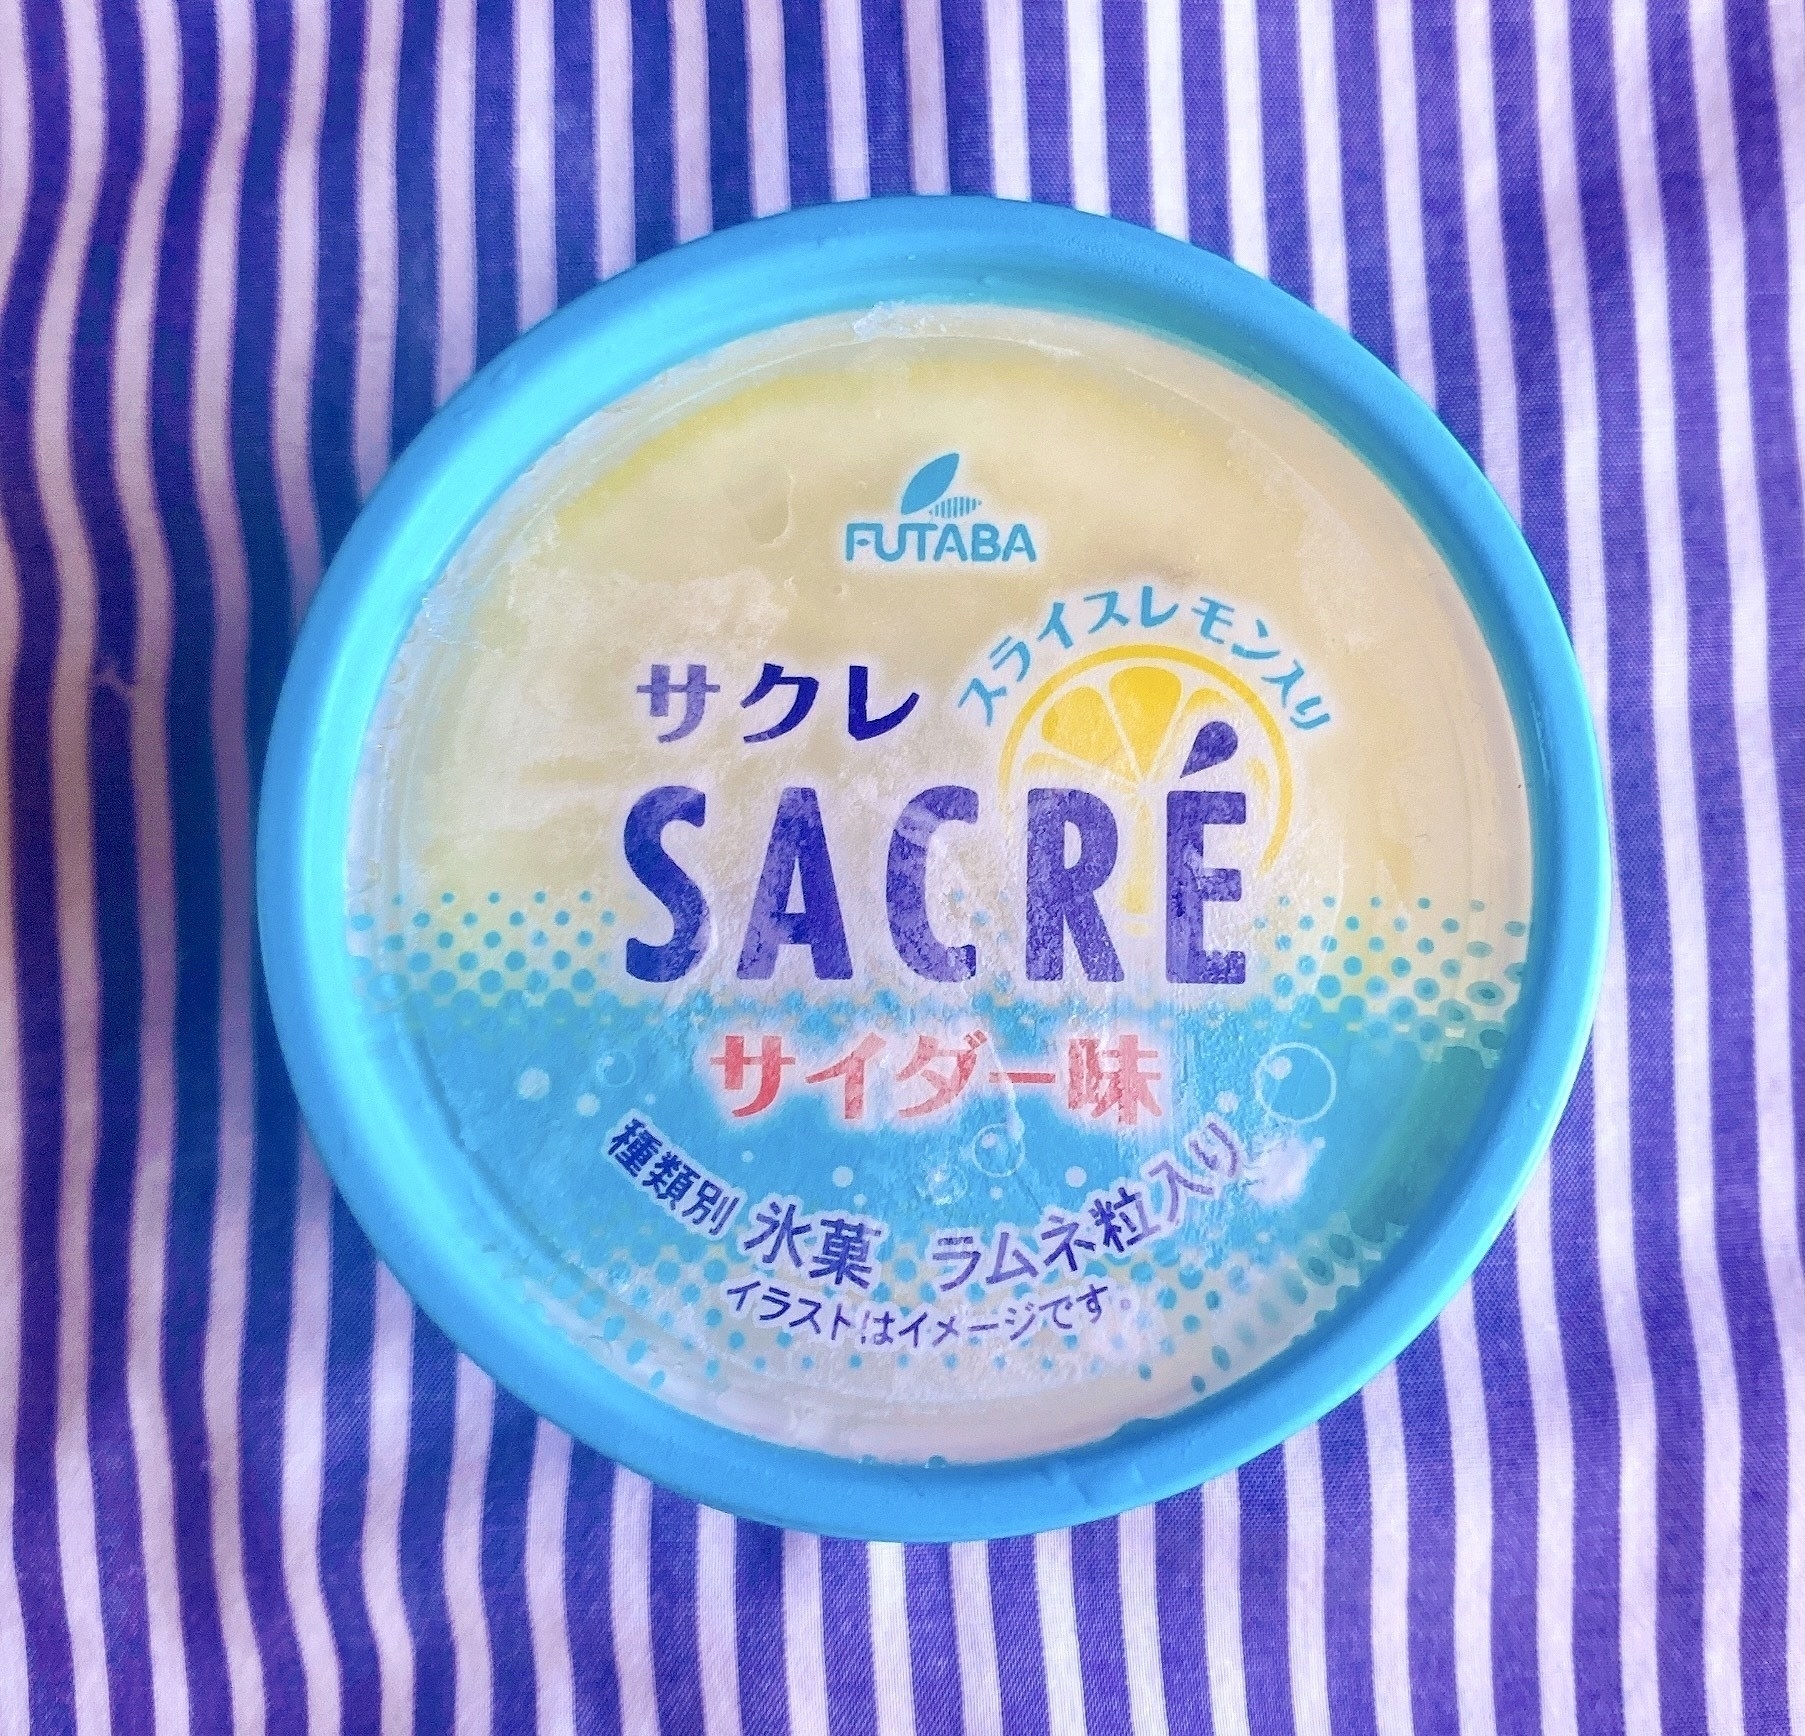 FUTABA
スライスレモン入り
サクレ
SACRÉ
サイダー味
種類別 氷菓 ラムネ粒入り
イラストはイメージです。